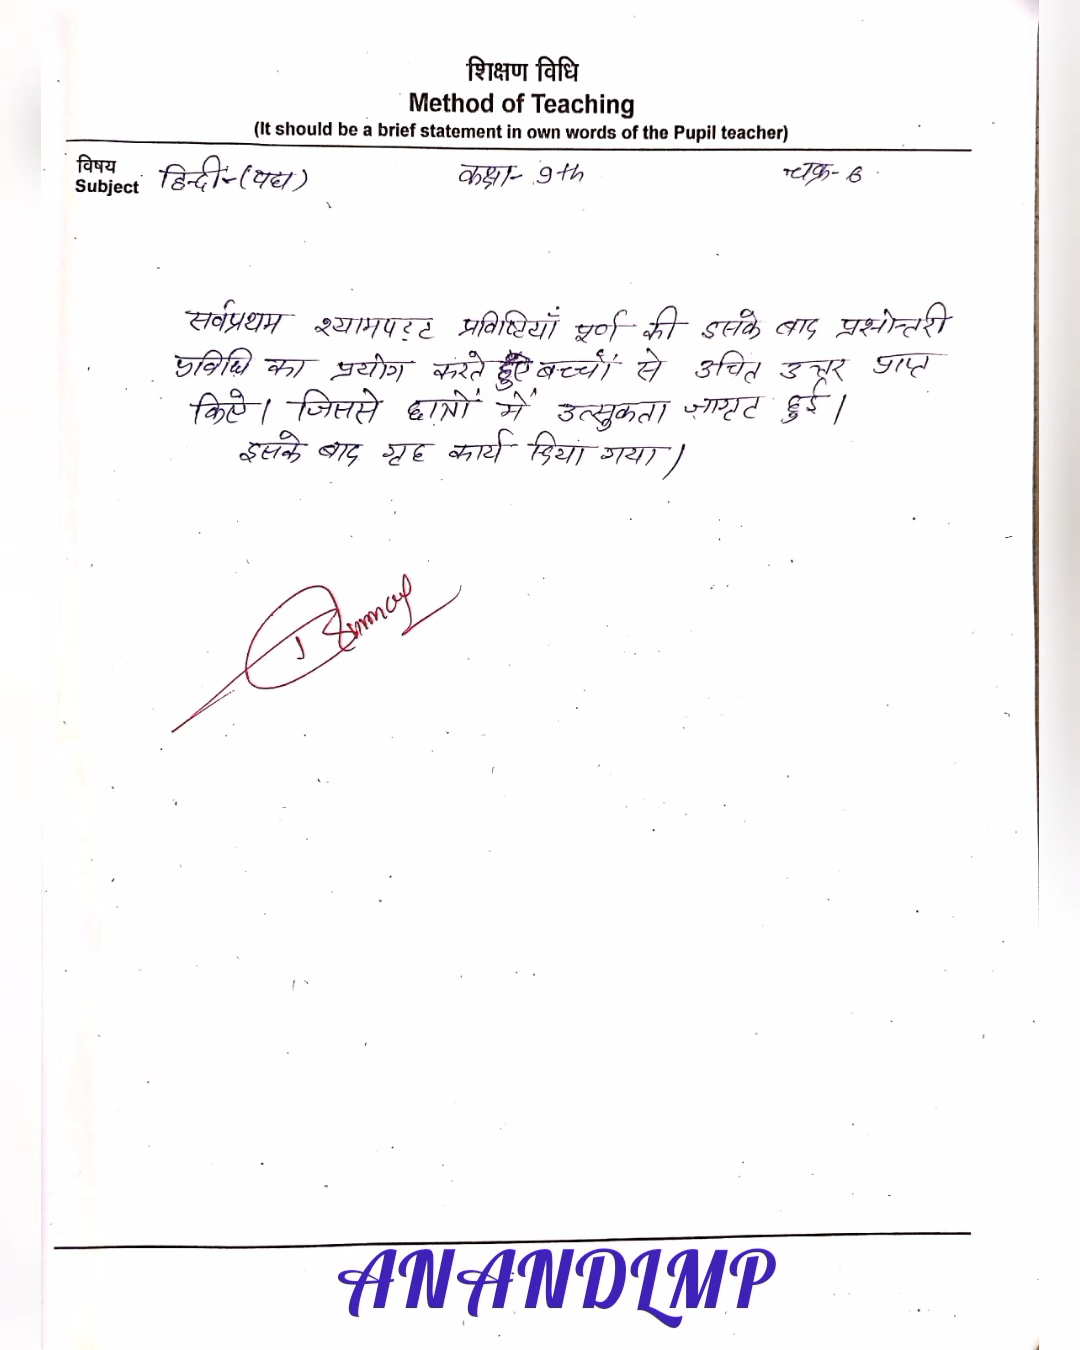 शिक्षण विधि
Method of Teaching
(It should be a brief statement in own words of the Pupil teacher)
विषय
Subject हिन्दी-(पद्य) कक्षा- 9th चक्र- 6
सर्वप्रथम श्यामपट्ट प्रविष्टियाँ पूर्ण की इसके बाद प्रश्नोत्तरी
प्रविधि का प्रयोग करते हुए बच्चों से उचित उत्तर प्राप्त
किए। जिससे छात्रों में उत्सुकता जागृट हुई।
इसके बाद गृह कार्य दिया गया।
ANANDLMP